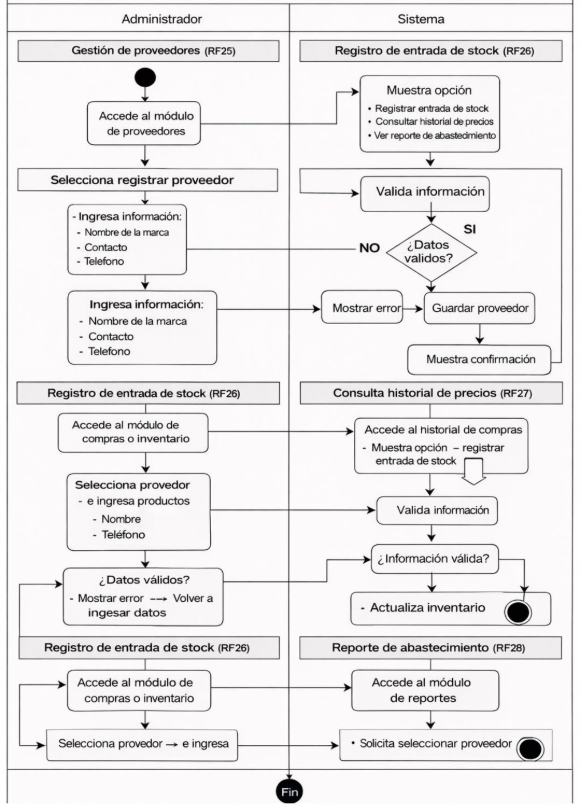 Administrador
Sistema
Gestión de proveedores (RF25)
Registro de entrada de stock (RF26)
Accede al módulo
de proveedores
Muestra opción
• Registrar entrada de stock
• Cónsultar historial de precios
• Ver reporte de abastecimiento
Selecciona registrar proveedor
Valida información
- Ingresa información:
- Nombre de la marca
- Contacto
- Telefono
NO
SI
¿Datos
validos?
Ingresa información:
- Nombre de la marca
- Contacto
- Telefono
Mostrar error
Guardar proveedor
Muestra confirmación
Registro de entrada de stock (RF26)
Consulta historial de precios (RF27)
Accede al módulo de
compras o inventario
Accede al historial de compras
- Muestra opción – registrar
entrada de stock
Selecciona provedor
- e ingresa productos
- Nombre
- Teléfono
Valida información
¿Información válida?
¿Datos válidos?
- Mostrar error --→ Volver a
ingesar datos
- Actualiza inventario
Registro de entrada de stock (RF26)
Reporte de abastecimiento (RF28)
Accede al módulo de
compras o inventario
Accede al módulo
de reportes
Selecciona provedor → e ingresa
• Solicita seleccionar proveedor
Fin